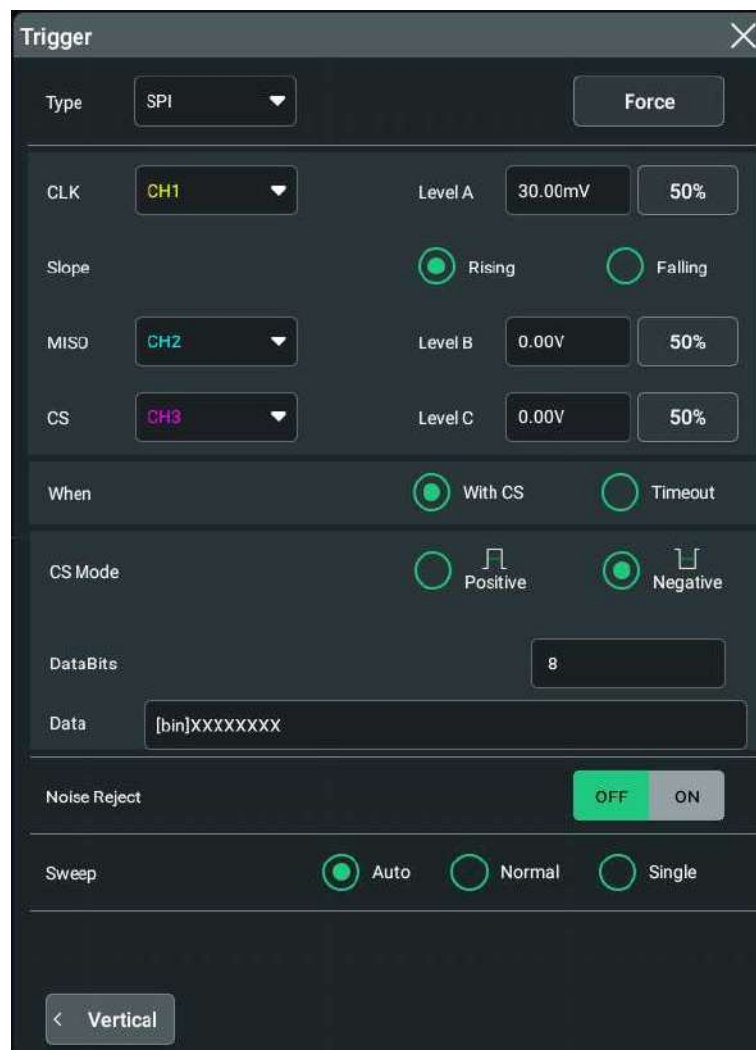 Trigger
Type SPI Force
CLK CH1 Level A 30.00mV 50%
Slope Rising Falling
MISO CH2 Level B 0.00V 50%
CS CH3 Level C 0.00V 50%
When With CS Timeout
CS Mode Positive Negative
DataBits 8
Data [bin]XXXXXXXX
Noise Reject OFF ON
Sweep Auto Normal Single
< Vertical